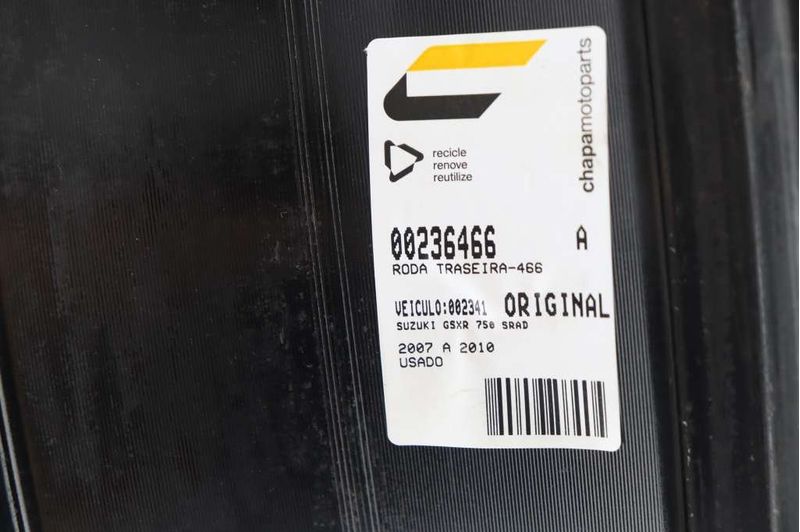 chapamotoparts
recicle
renove
reutilize
00236466 A
RODA TRASEIRA-466
VEICULO:002341 ORIGINAL
SUZUKI GSXR 750 SRAD
2007 A 2010
USADO